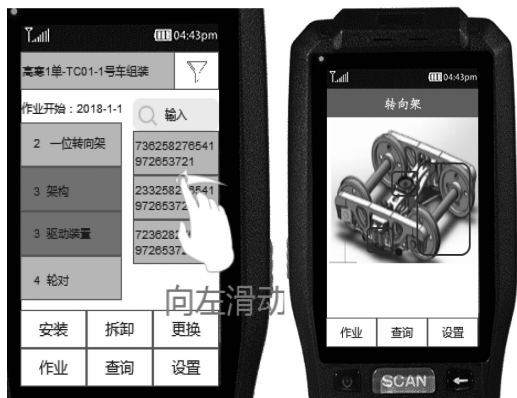 04:43pm
高寒1单-TC01-1号车组装
作业开始：2018-1-1
输入
2 一位转向架
3 架构
3 驱动装置
4 轮对
736258276541
972653721
972653721
向左滑动
安装 拆卸 更换
作业 查询 设置
04:43pm
转向架
作业 查询 设置
SCAN